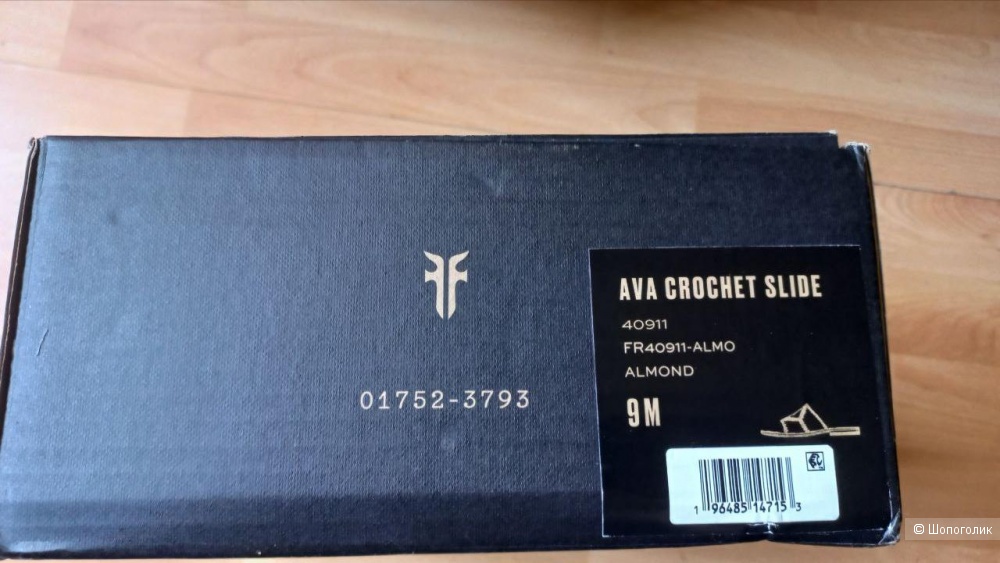 01752-3793
AVA CROCHET SLIDE
40911
FR40911-ALMO
ALMOND
9M
1 96485 14715 3
© Шопоголик